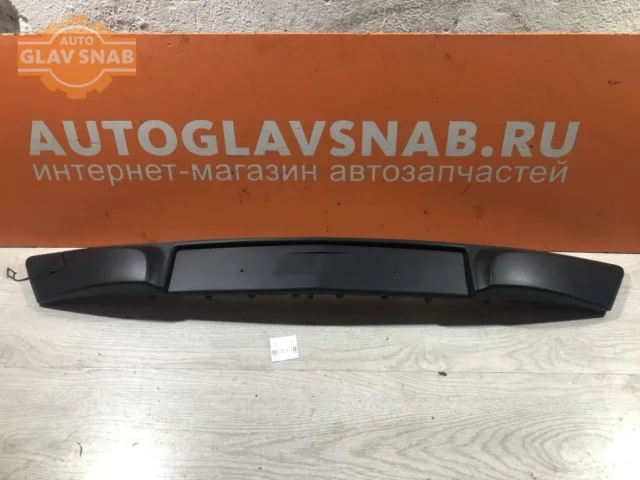 AUTO
GLAV SNAB
AUTOGLAVSNAB.RU
интернет-магазин автозапчастей